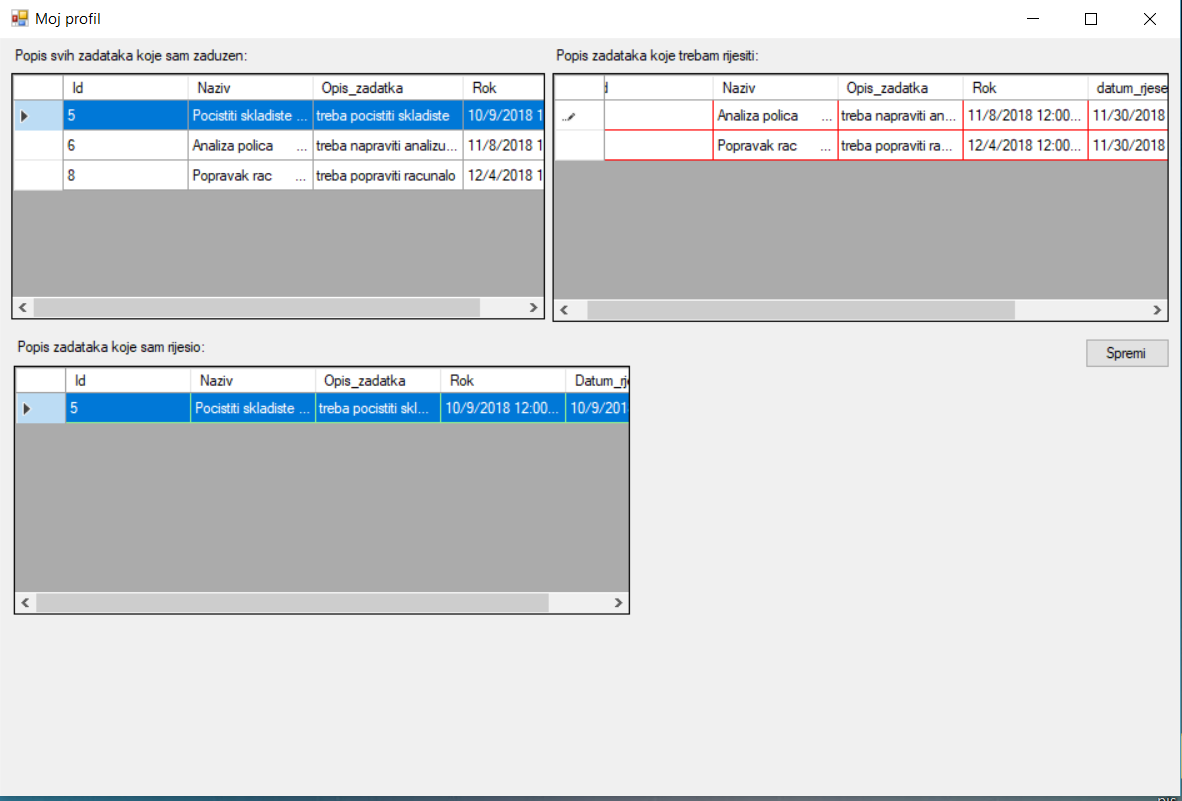 Moj profil
Popis svih zadataka koje sam zaduzen:
Id Naziv Opis_zadatka Rok
5 Pocistiti skladiste ... treba pocistiti skladiste 10/9/2018 1
6 Analiza polica ... treba napraviti analizu... 11/8/2018 1
8 Popravak rac ... treba popraviti racunalo 12/4/2018 1
Popis zadataka koje trebam rijesiti:
Naziv Opis_zadatka Rok datum_rjese
Analiza polica ... treba napraviti an... 11/8/2018 12:00... 11/30/2018
Popravak rac ... treba popraviti ra... 12/4/2018 12:00... 11/30/2018
Spremi
Popis zadataka koje sam rijesio:
Id Naziv Opis_zadatka Rok Datum_rje
5 Pocistiti skladiste ... treba pocistiti skl... 10/9/2018 12:00... 10/9/201